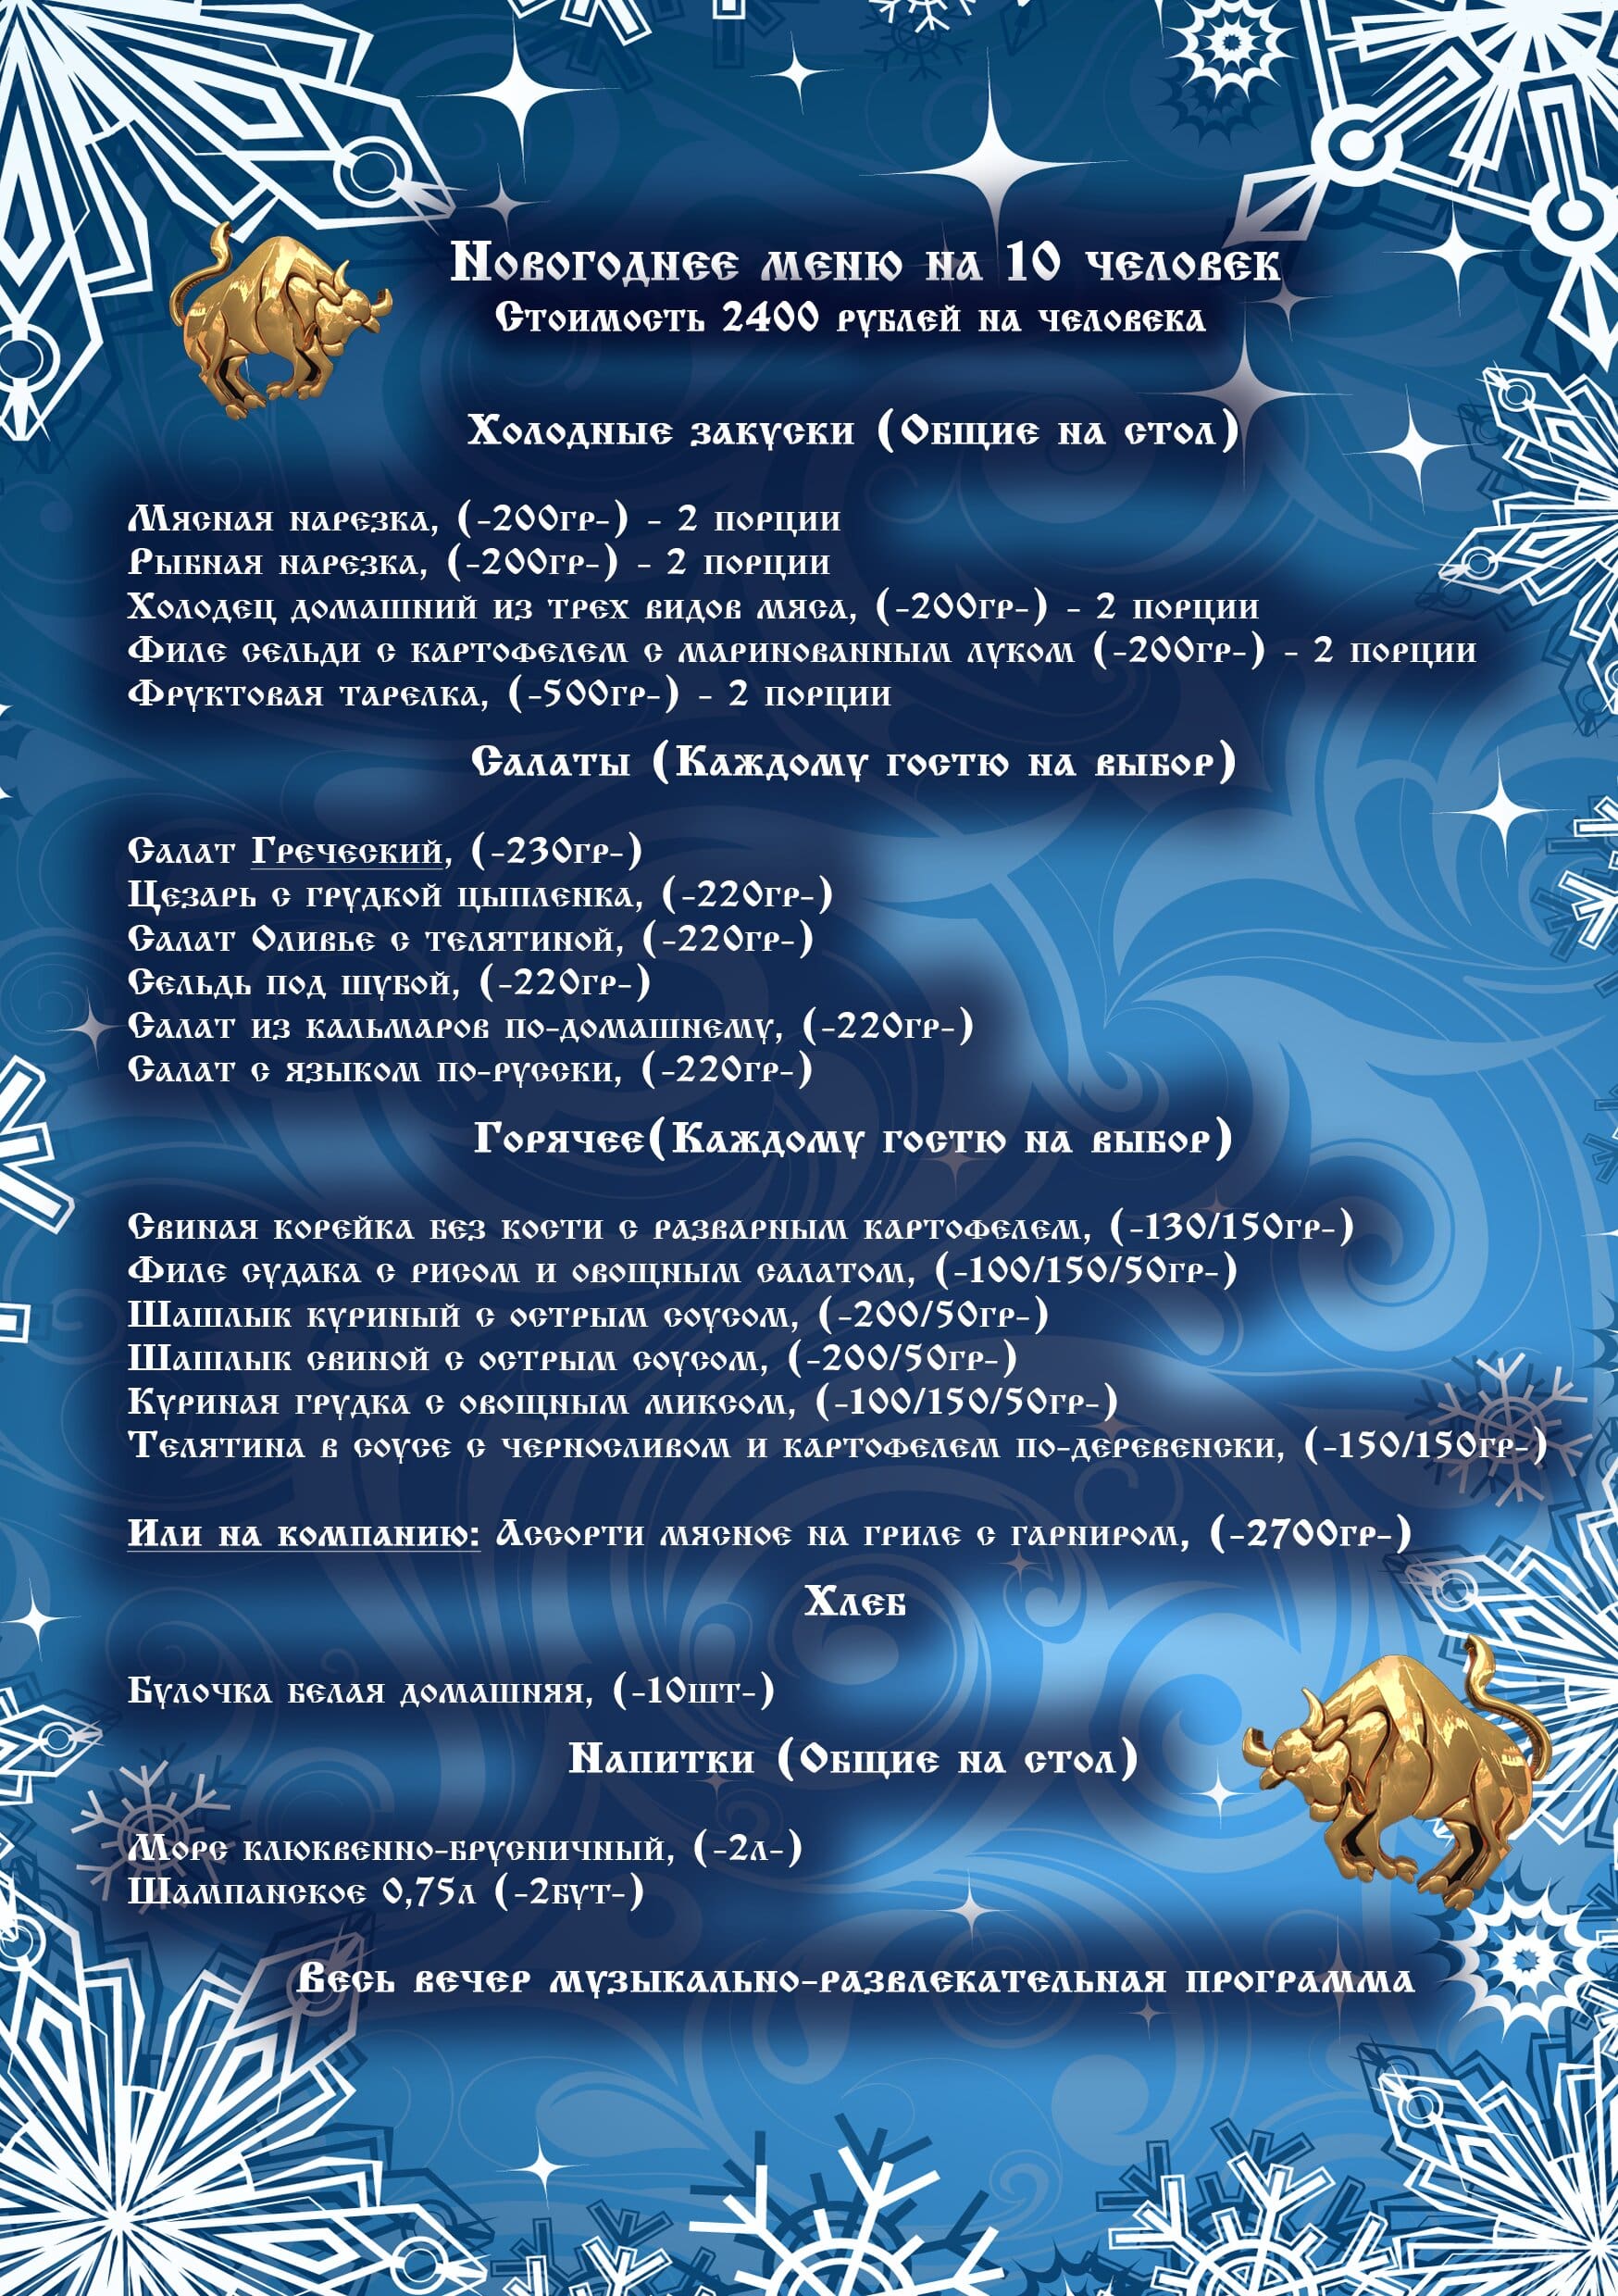 Новогоднее меню на 10 человек
Стоимость 2400 рублей на человека
Холодные закуски (Общие на стол)
Мясная нарезка, (-200гр-) - 2 порции
Рыбная нарезка, (-200гр-) - 2 порции
Холодец домашний из трех видов мяса, (-200гр-) - 2 порции
Филе сельди с картофелем с маринованным луком (-200гр-) - 2 порции
Фруктовая тарелка, (-500гр-) - 2 порции
Салаты (Каждому гостю на выбор)
Салат Греческий, (-230гр-)
Цезарь с грудкой цыпленка, (-220гр-)
Салат Оливье с телятиной, (-220гр-)
Сельдь под шубой, (-220гр-)
Салат из кальмаров по-домашнему, (-220гр-)
Салат с языком по-русски, (-220гр-)
Горячее(Каждому гостю на выбор)
Свиная корейка без кости с разварным картофелем, (-130/150гр-)
Филе судака с рисом и овощным салатом, (-100/150/50гр-)
Шашлык куриный с острым соусом, (-200/50гр-)
Шашлык свиной с острым соусом, (-200/50гр-)
Куриная грудка с овощным миксом, (-100/150/50гр-)
Телятина в соусе с черносливом и картофелем по-деревенски, (-150/150гр-)
Или на компанию: Ассорти мясное на гриле с гарниром, (-2700гр-)
Хлеб
Булочка белая домашняя, (-10шт-)
Напитки (Общие на стол)
Морс клюквенно-брусничный, (-2л-)
Шампанское 0,75л (-2бут-)
Весь вечер музыкально-развлекательная программа